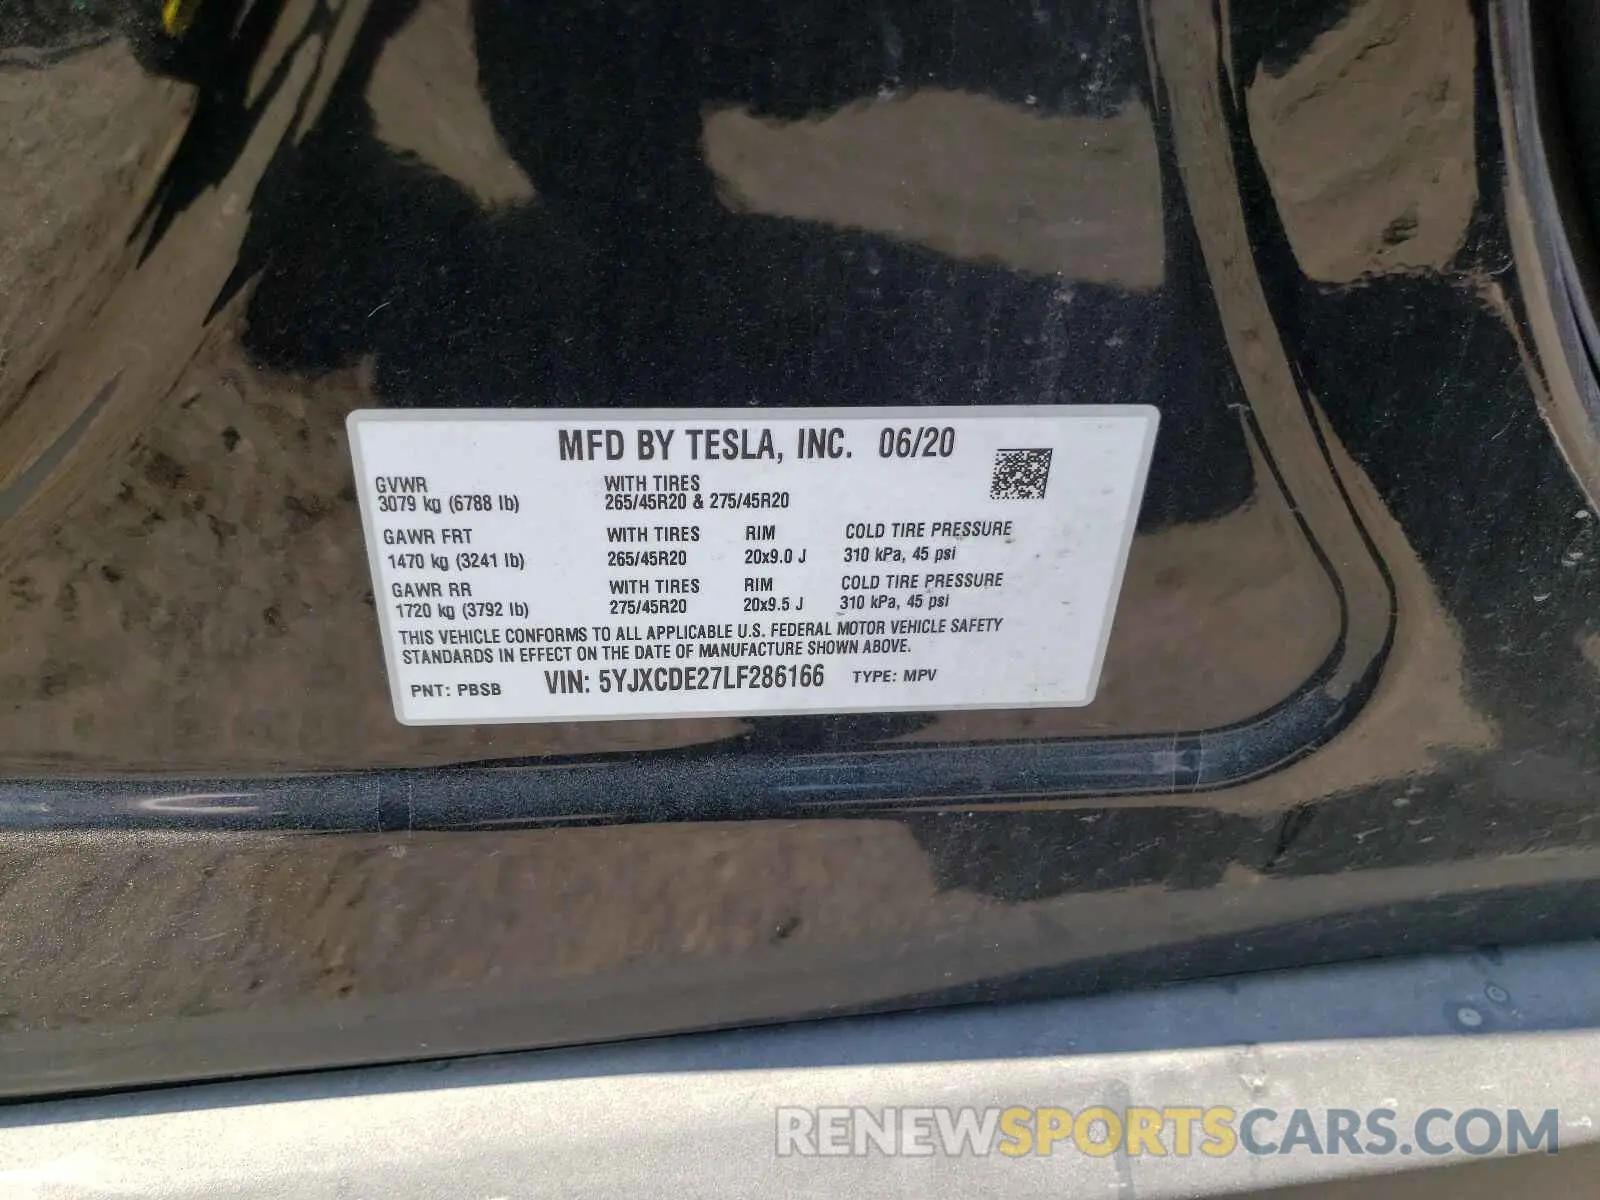 MFD BY TESLA, INC. 06/20
GVWR WITH TIRES
3079 kg (6788 lb) 265/45R20 & 275/45R20
GAWR FRT WITH TIRES RIM COLD TIRE PRESSURE
1470 kg (3241 lb) 265/45R20 20x9.0 J 310 kPa, 45 psi
GAWR RR WITH TIRES RIM COLD TIRE PRESSURE
1720 kg (3792 lb) 275/45R20 20x9.5 J 310 kPa, 45 psi
THIS VEHICLE CONFORMS TO ALL APPLICABLE U.S. FEDERAL MOTOR VEHICLE SAFETY
STANDARDS IN EFFECT ON THE DATE OF MANUFACTURE SHOWN ABOVE.
PNT: PBSB VIN: 5YJXCDE27LF286166 TYPE: MPV
RENEWSPORTSCARS.COM